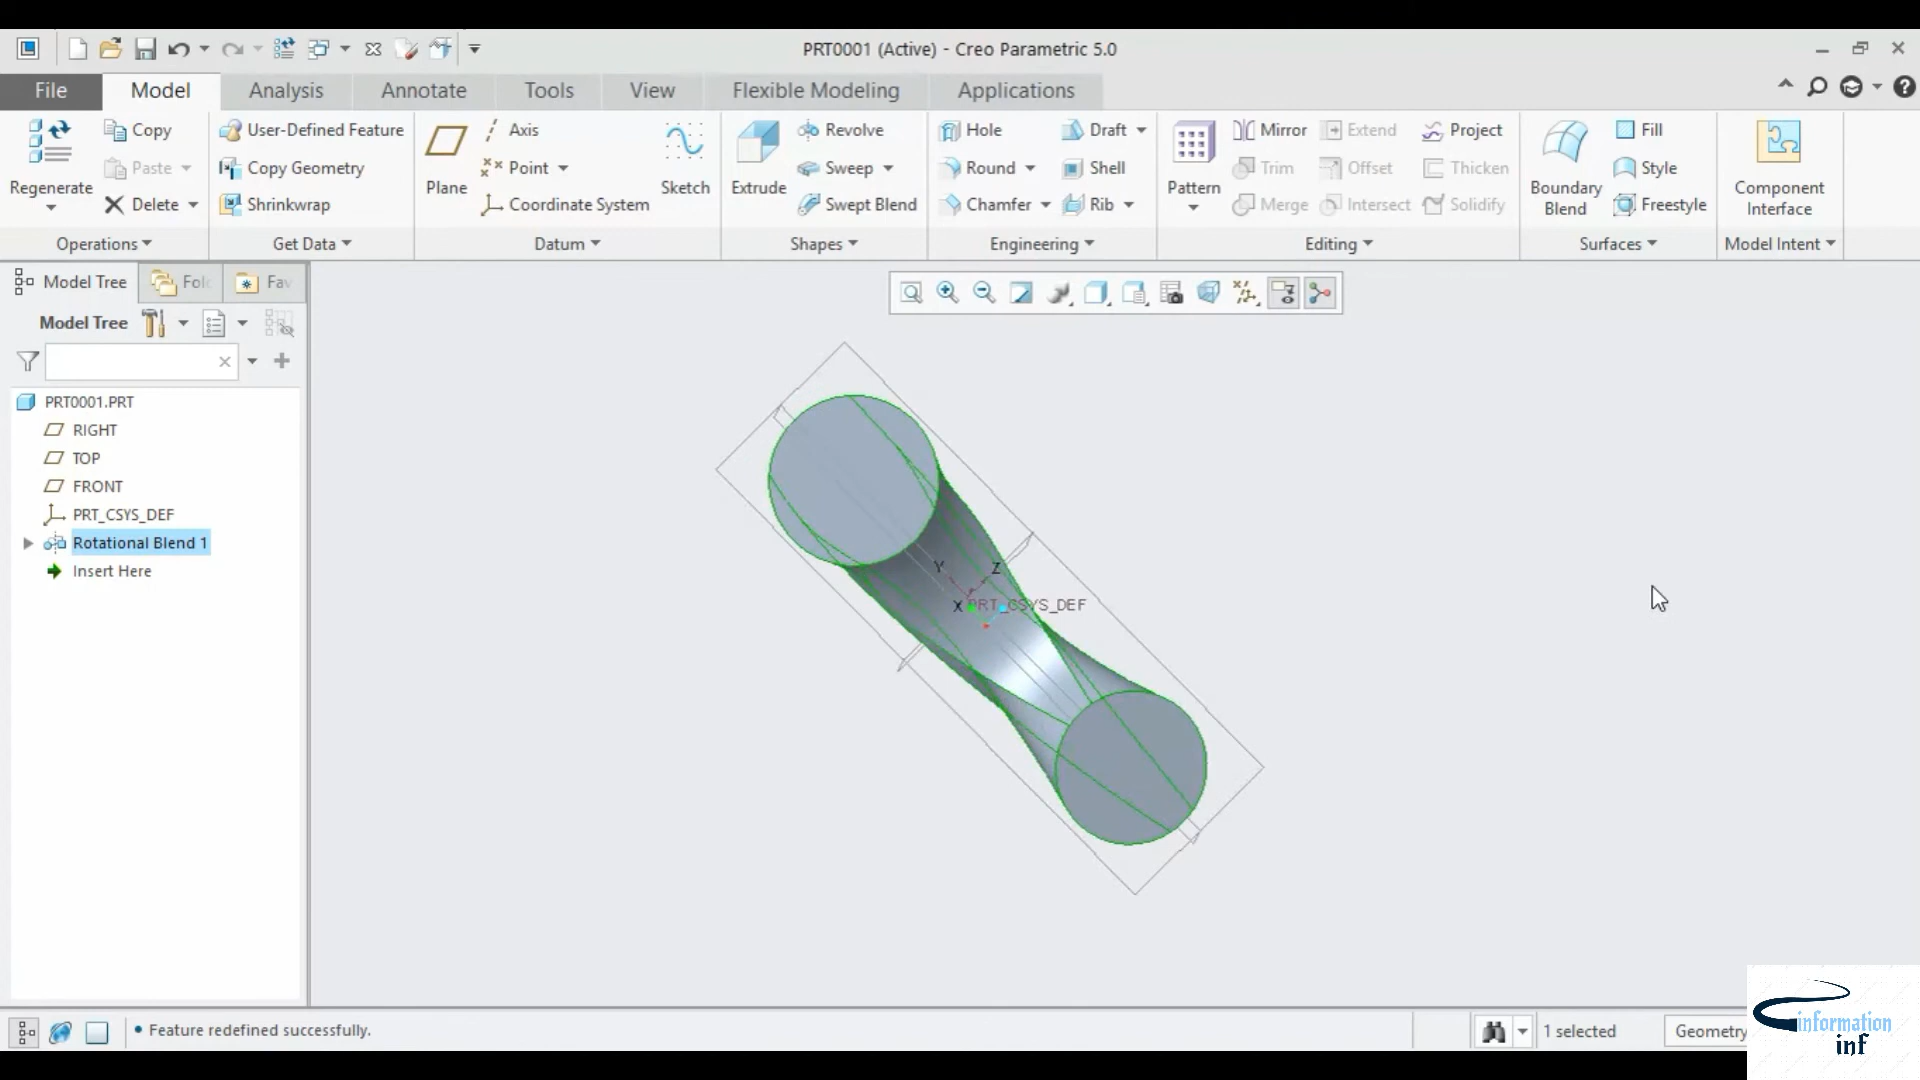 PRT0001 (Active) - Creo Parametric 5.0
File Model Analysis Annotate Tools View Flexible Modeling Applications
Regenerate
Copy
Paste
Delete
Operations
User-Defined Feature
Copy Geometry
Shrinkwrap
Get Data
Plane
Axis
Point
Coordinate System
Sketch
Datum
Extrude
Revolve
Sweep
Swept Blend
Shapes
Hole
Round
Chamfer
Draft
Shell
Rib
Engineering
Pattern
Mirror
Trim
Merge
Extend
Offset
Intersect
Project
Thicken
Solidify
Editing
Boundary
Blend
Fill
Style
Freestyle
Surfaces
Component
Interface
Model Intent
Model Tree
Fol
Fav
Model Tree
PRT0001.PRT
RIGHT
TOP
FRONT
PRT_CSYS_DEF
Rotational Blend 1
Insert Here
Y
Z
X
PRT_CSYS_DEF
Feature redefined successfully.
1 selected
Geometry
information
inf